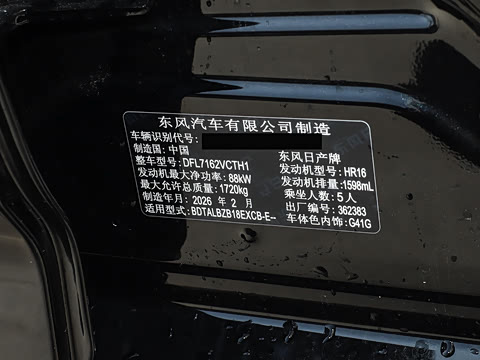 东风汽车有限公司制造
车辆识别代号:
制造国: 中国
整车型号: DFL7162VCTH1 东风日产牌
发动机最大净功率: 88kW 发动机型号: HR16
最大允许总质量: 1720kg 发动机排量: 1598mL
制造年月: 2026 年 2 月 乘坐人数: 5人
适用型式: BDTALBZB18EXCB-E-- 出厂编号: 362383
车体色内饰: G41G